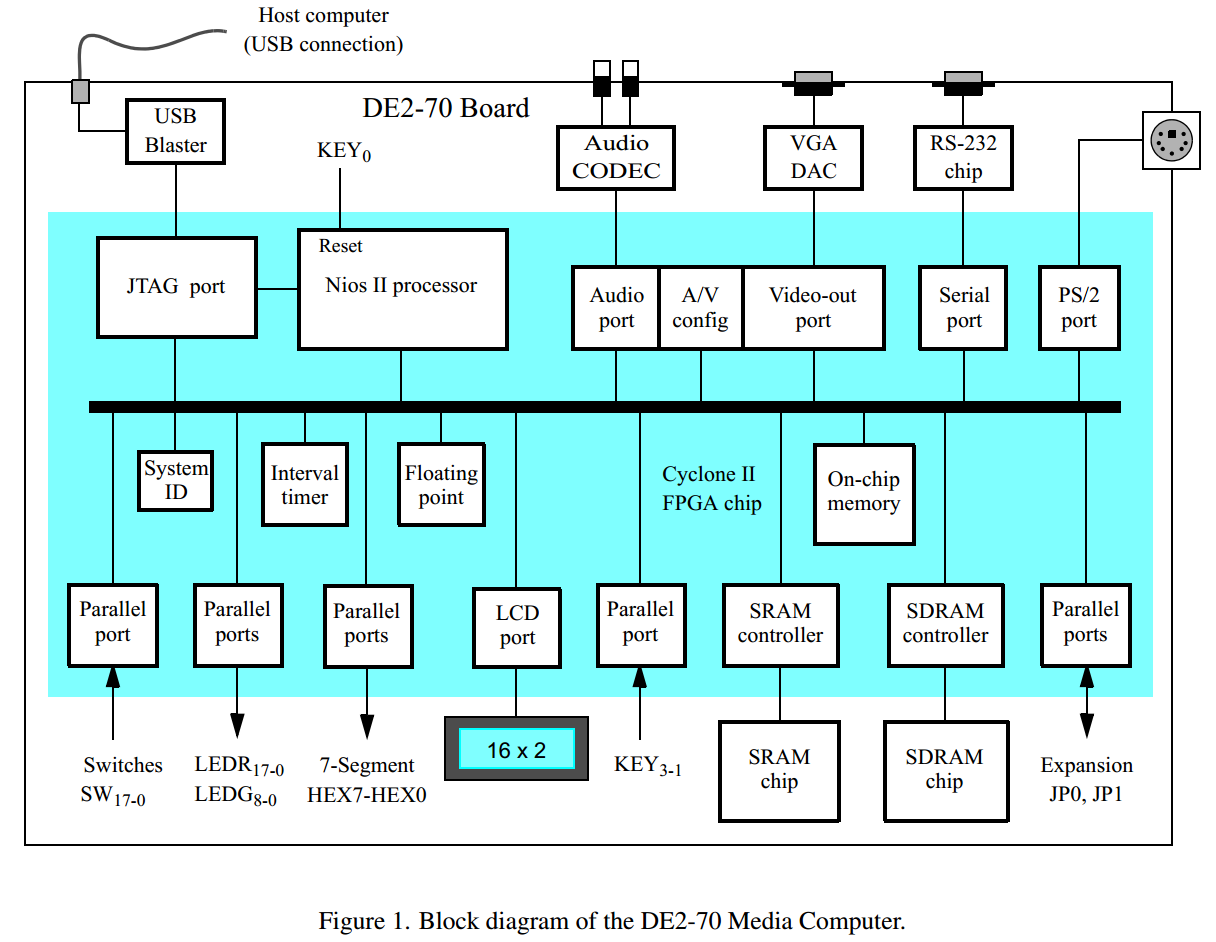 Host computer
(USB connection)
DE2-70 Board
USB
Blaster
KEY0
Audio
CODEC
VGA
DAC
RS-232
chip
JTAG port
Reset
Nios II processor
Audio
port
A/V
config
Video-out
port
Serial
port
PS/2
port
System
ID
Interval
timer
Floating
point
Cyclone II
FPGA chip
On-chip
memory
Parallel
port
Parallel
ports
Parallel
ports
LCD
port
Parallel
port
SRAM
controller
SDRAM
controller
Parallel
ports
Switches
SW17-0
LEDR17-0
LEDG8-0
7-Segment
HEX7-HEX0
16 x 2
KEY3-1
SRAM
chip
SDRAM
chip
Expansion
JP0, JP1
Figure 1. Block diagram of the DE2-70 Media Computer.